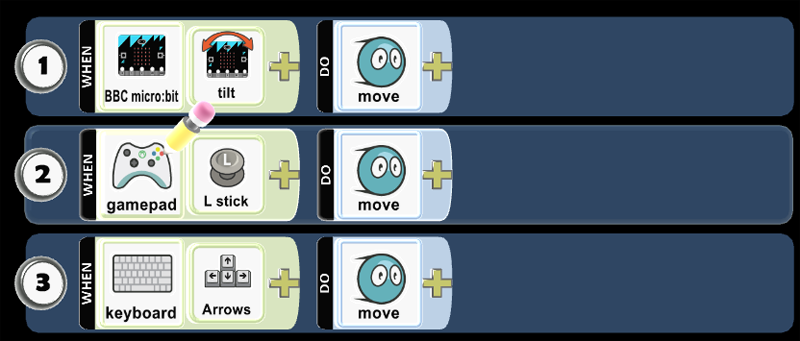 1
WHEN
BBC micro:bit
tilt
DO
move
2
WHEN
gamepad
L
L stick
DO
move
3
WHEN
keyboard
Arrows
DO
move